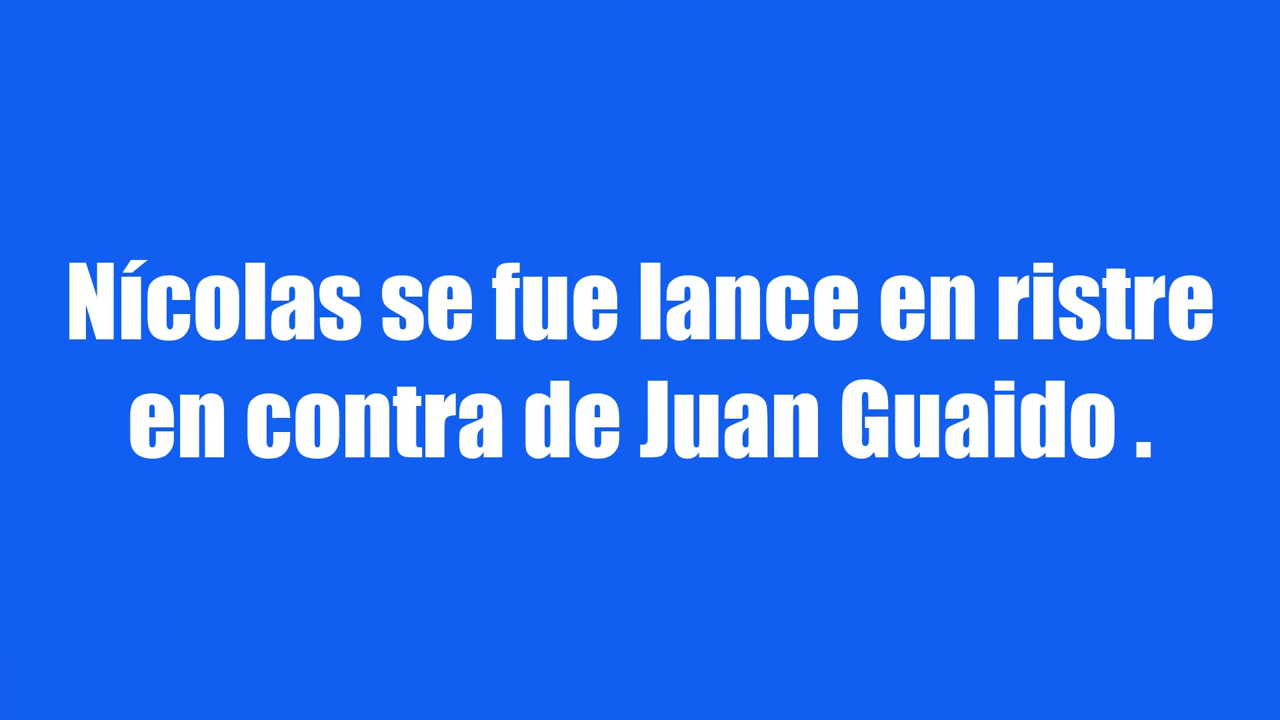 Nícolas se fue lance en ristre
en contra de Juan Guaido .